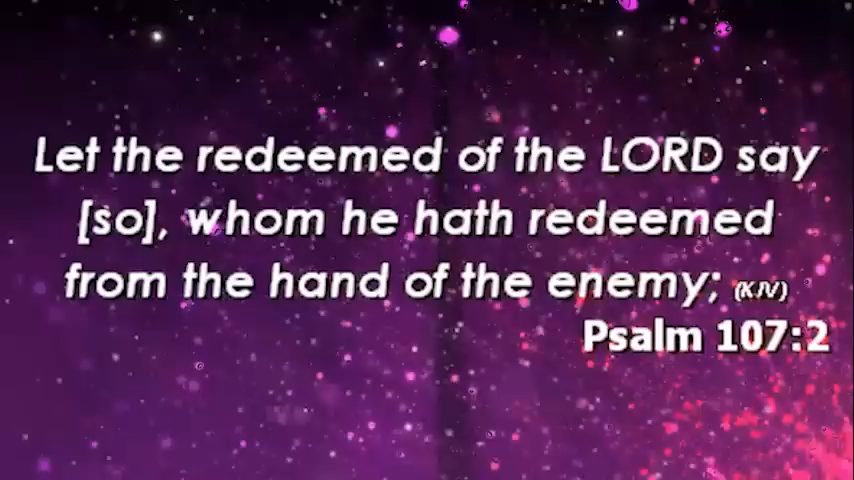 Let the redeemed of the LORD say
[so], whom he hath redeemed
from the hand of the enemy; (KJV)
Psalm 107:2